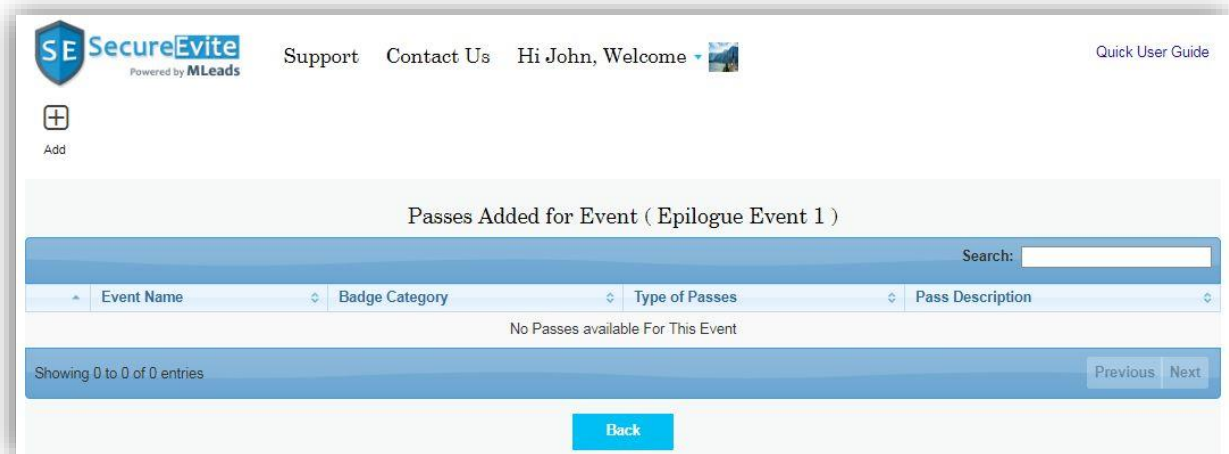 SE SecureEvite
Powered by MLeads
Support Contact Us Hi John, Welcome
Quick User Guide
Add
Passes Added for Event ( Epilogue Event 1 )
Search:
Event Name Badge Category Type of Passes Pass Description
No Passes available For This Event
Showing 0 to 0 of 0 entries
Previous Next
Back